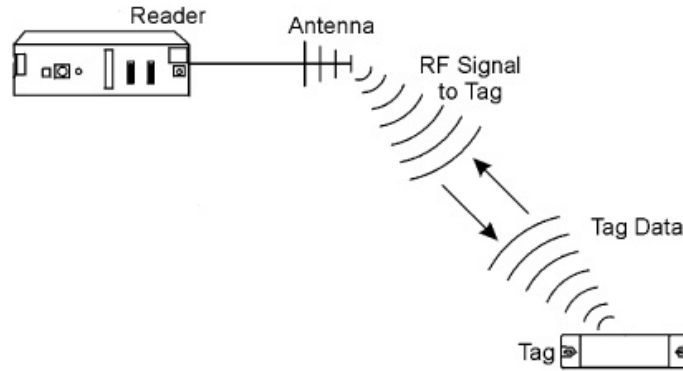 Reader
Antenna
RF Signal
to Tag
Tag Data
Tag